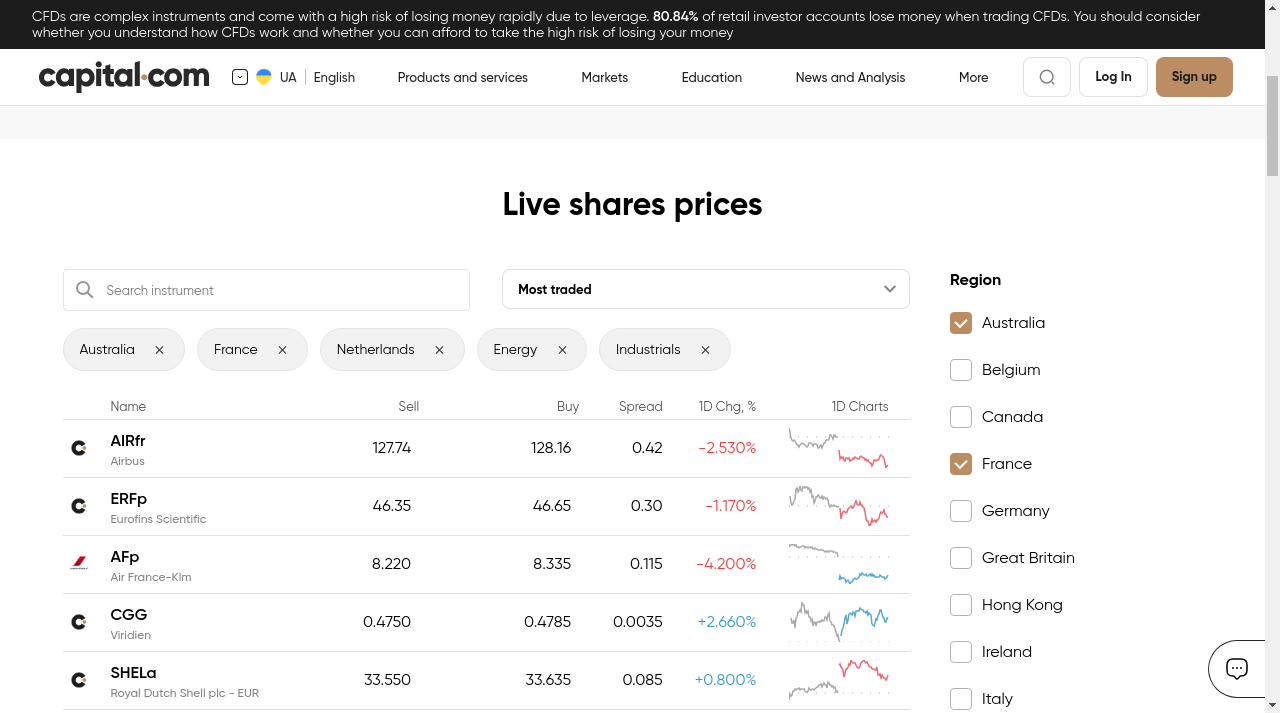 CFDs are complex instruments and come with a high risk of losing money rapidly due to leverage. 80.84% of retail investor accounts lose money when trading CFDs. You should consider
whether you understand how CFDs work and whether you can afford to take the high risk of losing your money
capital.com UA English Products and services Markets Education News and Analysis More Log In Sign up
Live shares prices
Search instrument
Most traded
Australia France Netherlands Energy Industrials
Name Sell Buy Spread 1D Chg, % 1D Charts
AIRfr
Airbus
127.74 128.16 0.42 -2.530%
ERFp
Eurofins Scientific
46.35 46.65 0.30 -1.170%
AFp
Air France-Klm
8.220 8.335 0.115 -4.200%
CGG
Viridien
0.4750 0.4785 0.0035 +2.660%
SHELa
Royal Dutch Shell plc - EUR
33.550 33.635 0.085 +0.800%
Region
Australia
Belgium
Canada
France
Germany
Great Britain
Hong Kong
Ireland
Italy